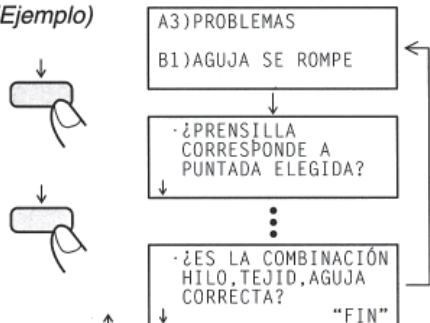 (Ejemplo)
A3)PROBLEMAS
B1)AGUJA SE ROMPE
·¿PRENSILLA
CORRESPONDE A
PUNTADA ELEGIDA?
·¿ES LA COMBINACIÓN
HILO,TEJID,AGUJA
CORRECTA?
"FIN"